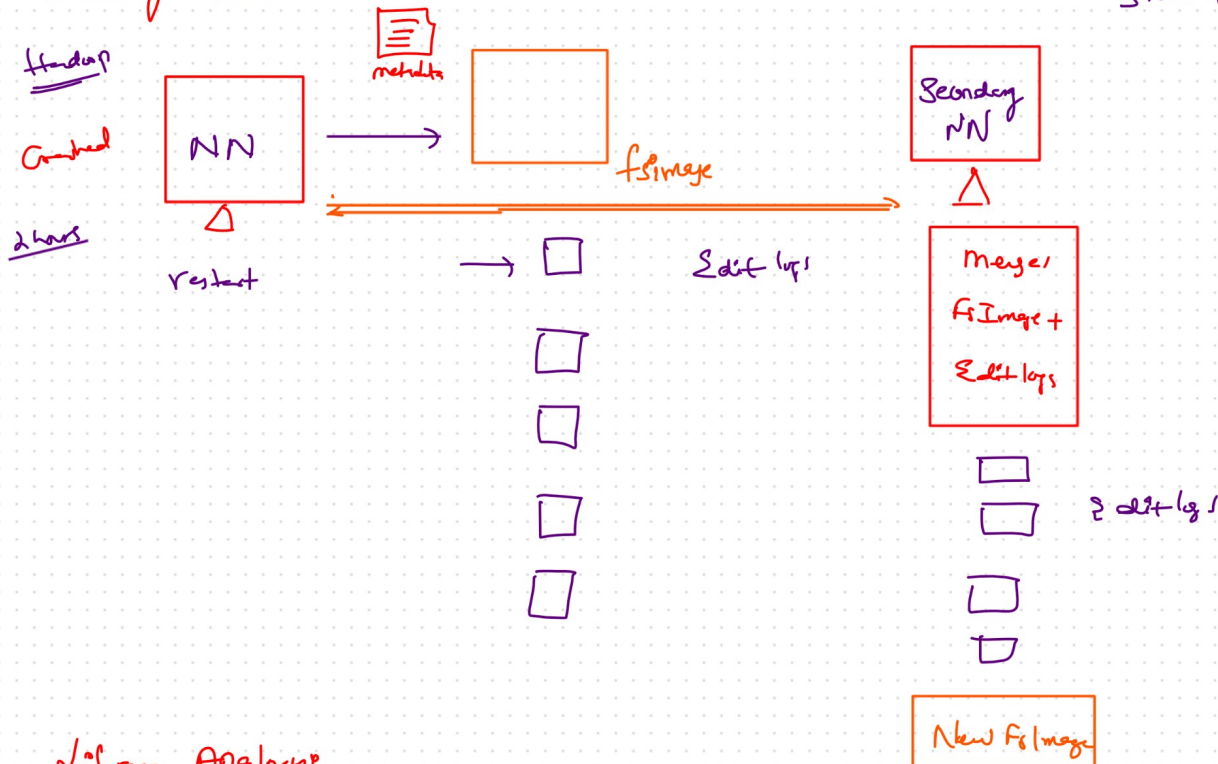 Hadoop
metadata
Secondary
NN
Crashed
NN
fsimage
2 hours
restart
Edit logs
Merge
FsImage +
Edit logs
Edit logs
New FsImage